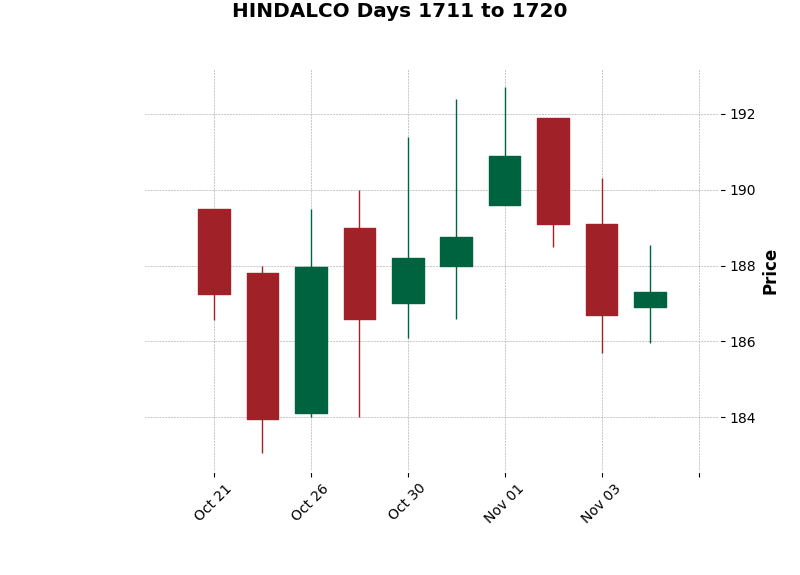 HINDALCO Days 1711 to 1720
192
190
188
186
184
Price
Oct 21
Oct 26
Oct 30
Nov 01
Nov 03